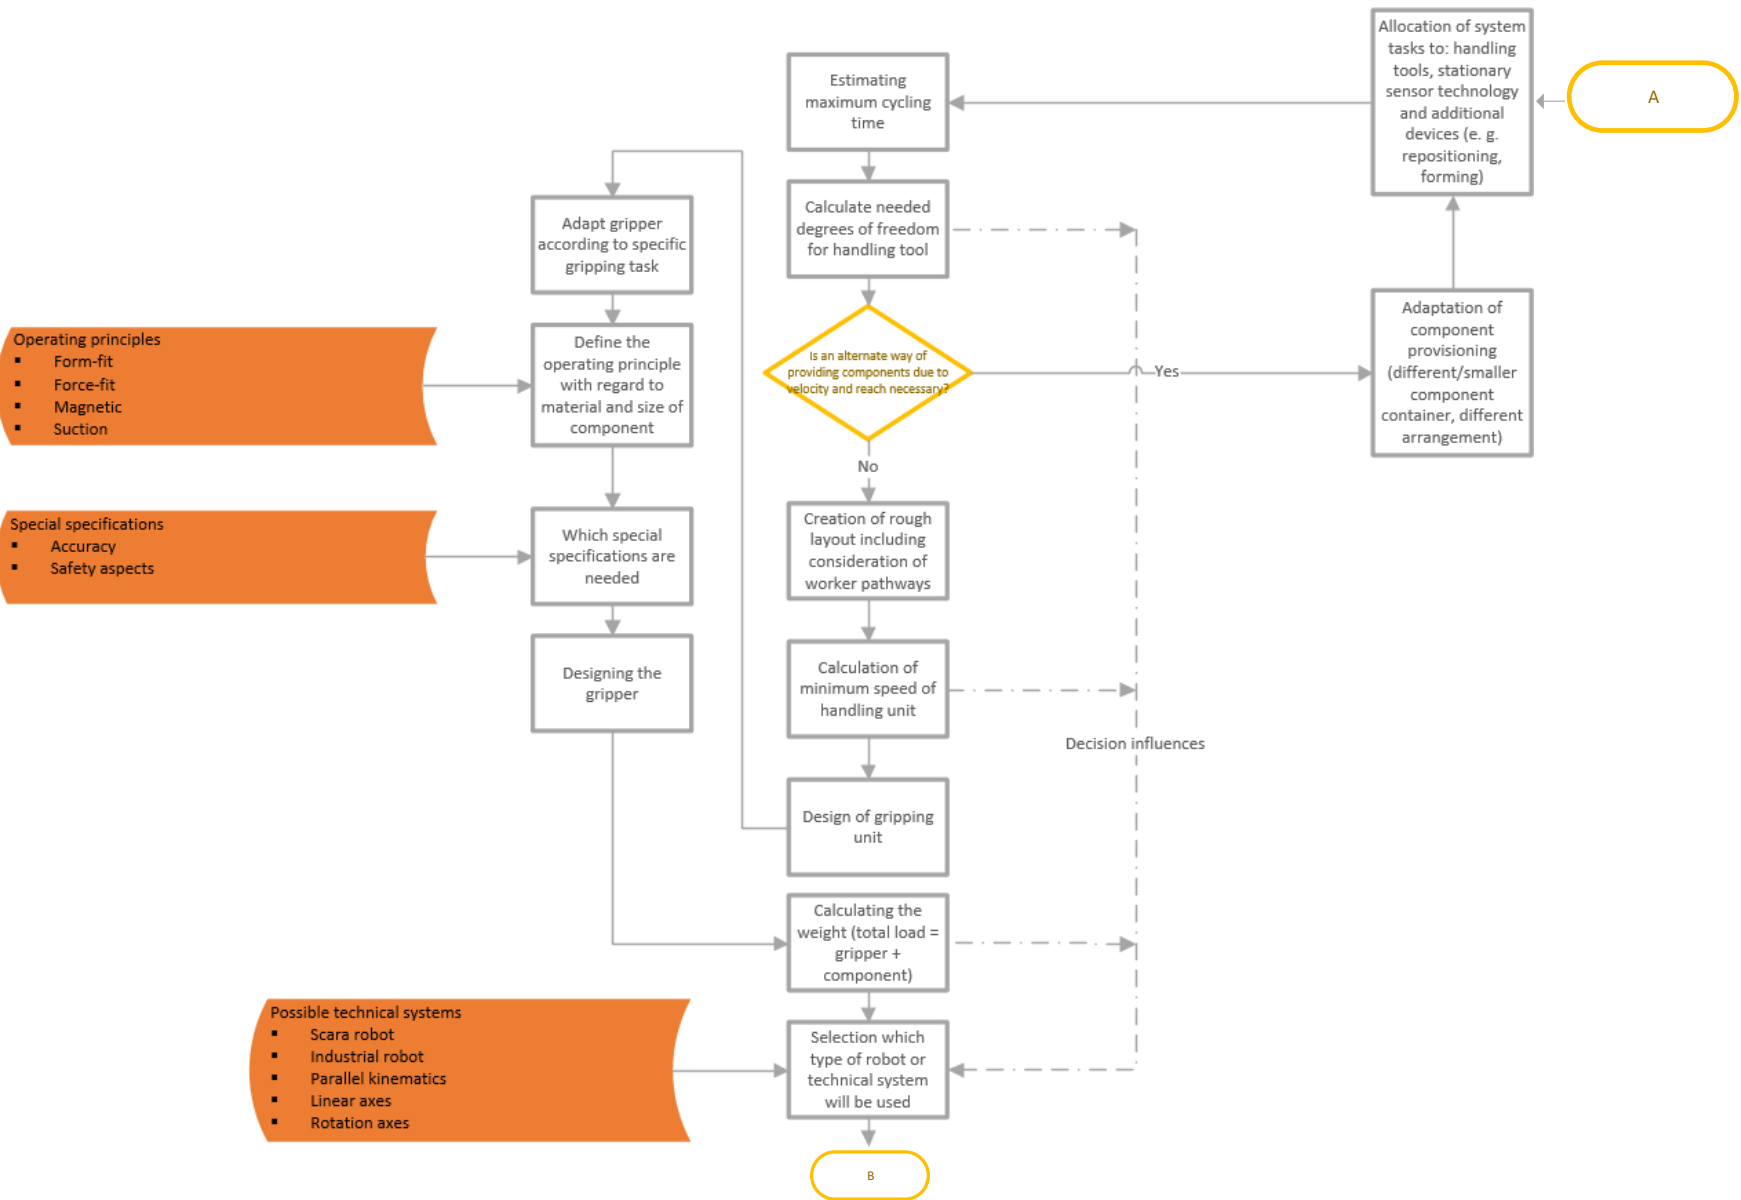 Allocation of system
tasks to: handling
tools, stationary
sensor technology
and additional
devices (e. g.
repositioning,
forming)
A
Estimating
maximum cycling
time
Calculate needed
degrees of freedom
for handling tool
Is an alternate way of
providing components due to
velocity and reach necessary?
Yes
Adaptation of
component
provisioning
(different/smaller
component
container, different
arrangement)
No
Creation of rough
layout including
consideration of
worker pathways
Calculation of
minimum speed of
handling unit
Decision influences
Design of gripping
unit
Adapt gripper
according to specific
gripping task
Operating principles
▪ Form-fit
▪ Force-fit
▪ Magnetic
▪ Suction
Define the
operating principle
with regard to
material and size of
component
Special specifications
▪ Accuracy
▪ Safety aspects
Which special
specifications are
needed
Designing the
gripper
Calculating the
weight (total load =
gripper +
component)
Possible technical systems
▪ Scara robot
▪ Industrial robot
▪ Parallel kinematics
▪ Linear axes
▪ Rotation axes
Selection which
type of robot or
technical system
will be used
B